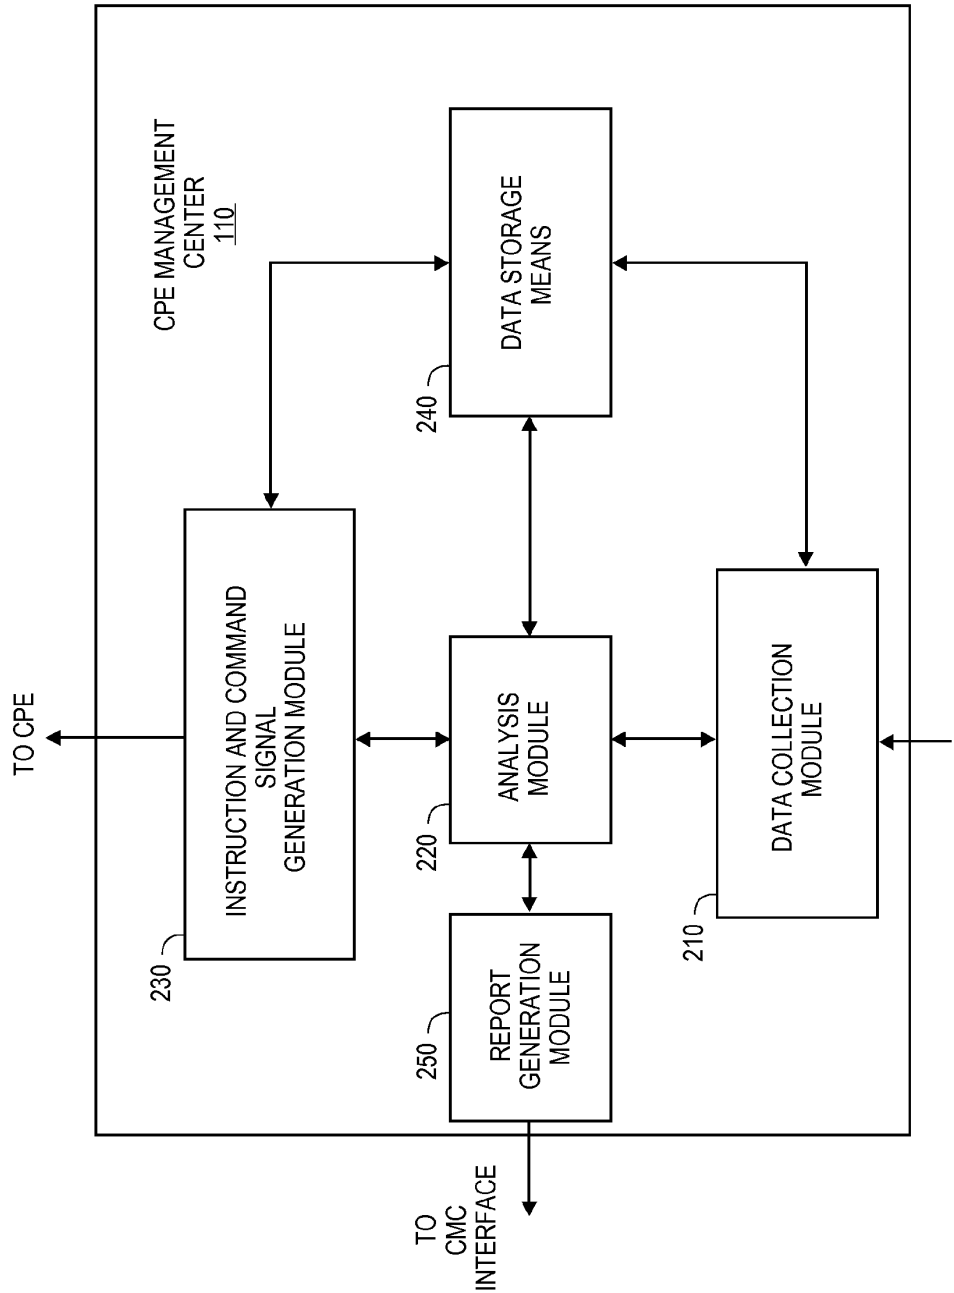 TO CPE
CPE MANAGEMENT
CENTER
110
230
INSTRUCTION AND COMMAND
SIGNAL
GENERATION MODULE
240
DATA STORAGE
MEANS
220
ANALYSIS
MODULE
250
REPORT
GENERATION
MODULE
TO
CMC
INTERFACE
210
DATA COLLECTION
MODULE